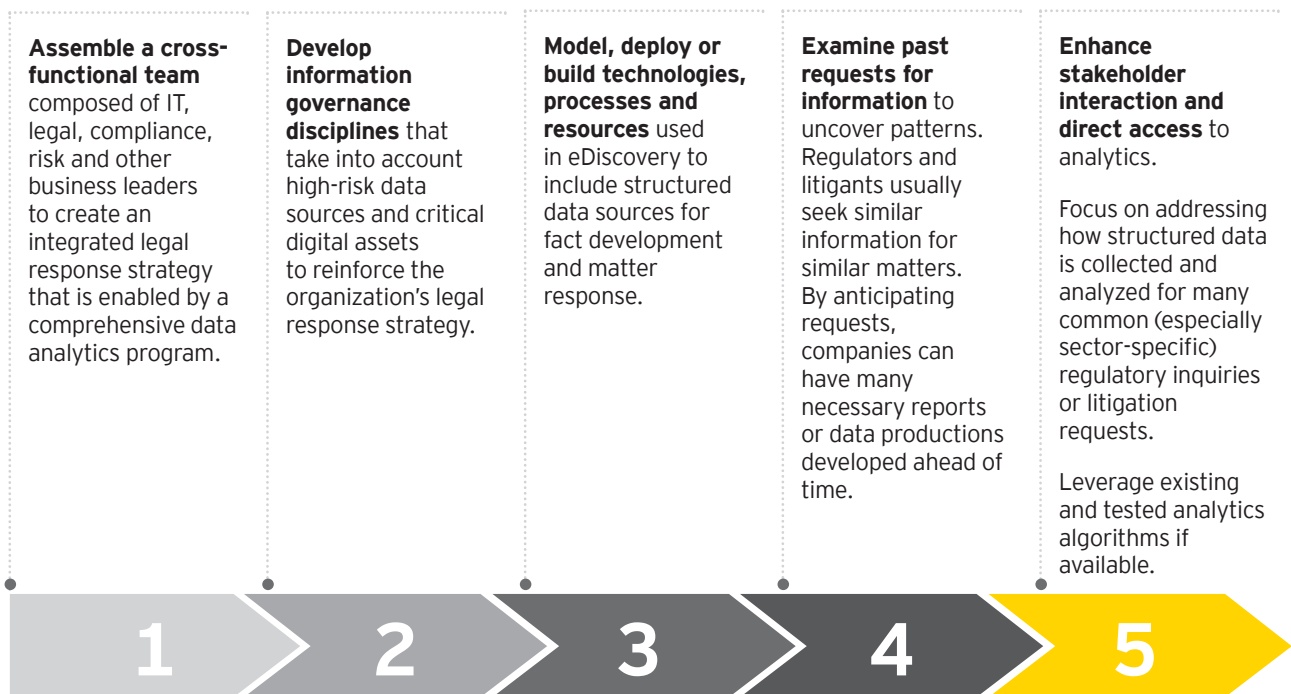 Assemble a cross-
functional team
composed of IT,
legal, compliance,
risk and other
business leaders
to create an
integrated legal
response strategy
that is enabled by a
comprehensive data
analytics program.
Develop
information
governance
disciplines that
take into account
high-risk data
sources and critical
digital assets
to reinforce the
organization’s legal
response strategy.
Model, deploy or
build technologies,
processes and
resources used
in eDiscovery to
include structured
data sources for
fact development
and matter
response.
Examine past
requests for
information to
uncover patterns.
Regulators and
litigants usually
seek similar
information for
similar matters.
By anticipating
requests,
companies can
have many
necessary reports
or data productions
developed ahead of
time.
Enhance
stakeholder
interaction and
direct access to
analytics.
Focus on addressing
how structured data
is collected and
analyzed for many
common (especially
sector-specific)
regulatory inquiries
or litigation
requests.
Leverage existing
and tested analytics
algorithms if
available.
1
2
3
4
5